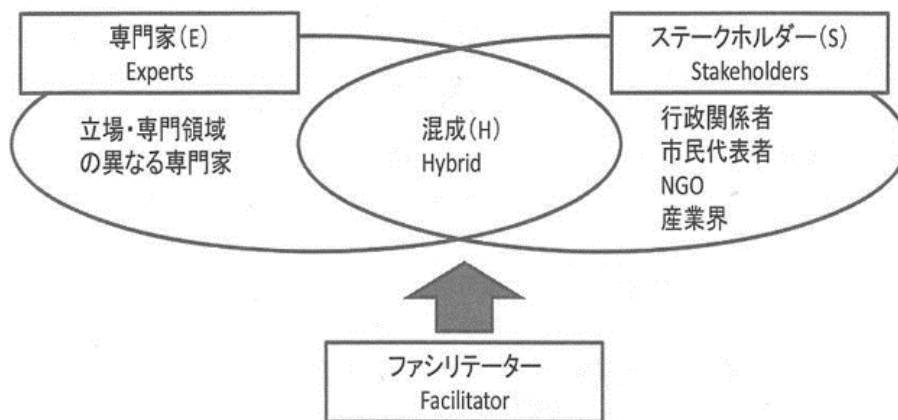 専門家(E)
Experts
立場・専門領域
の異なる専門家
混成(H)
Hybrid
ステークホルダー(S)
Stakeholders
行政関係者
市民代表者
NGO
産業界
ファシリテーター
Facilitator